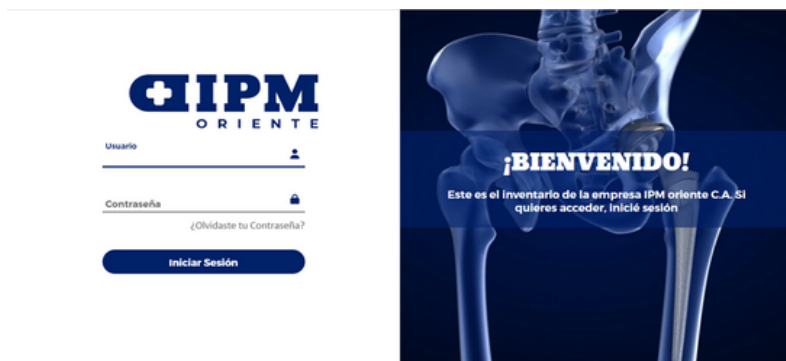 IPM
ORIENTE
Usuario
Contraseña
¿Olvidaste tu Contraseña?
Iniciar Sesión
¡BIENVENIDO!
Este es el inventario de la empresa IPM oriente C.A. Si
quieres acceder, Inicié sesión